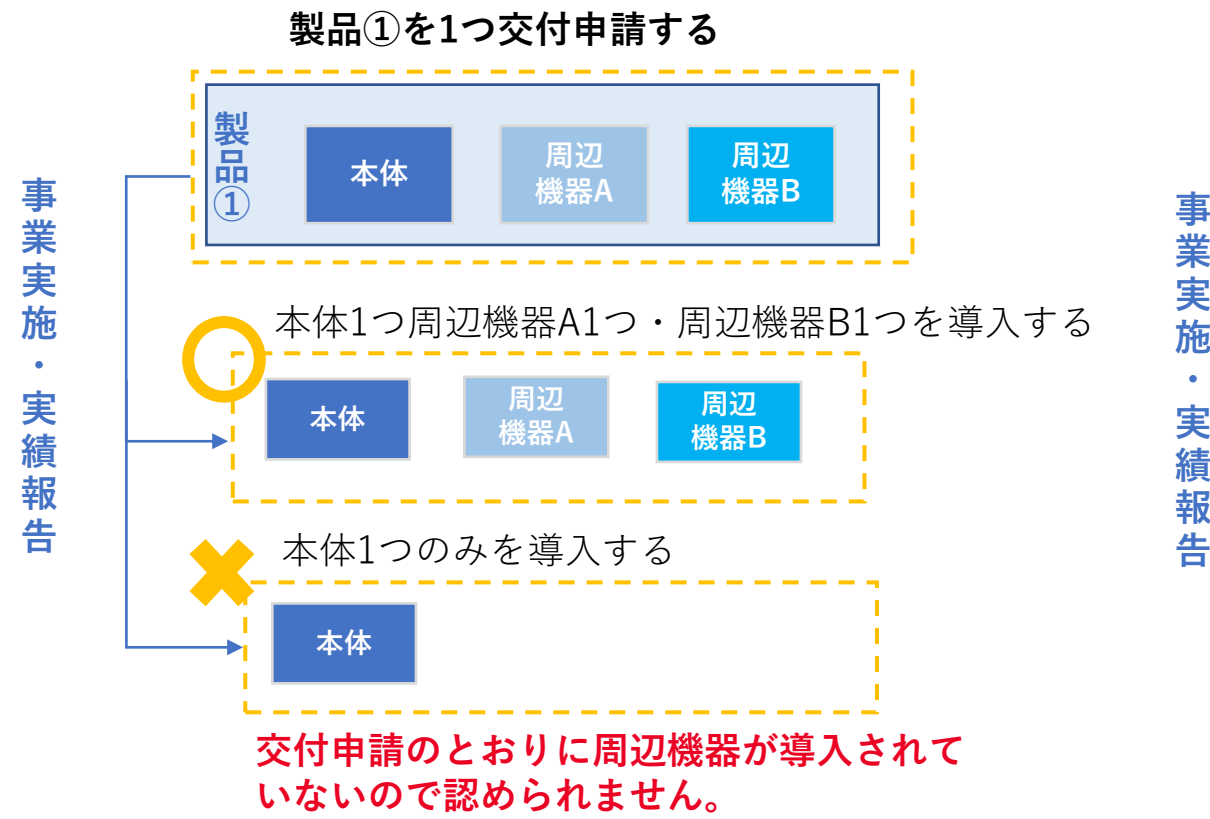 製品①を1つ交付申請する
製品①
本体
周辺
機器A
周辺
機器B
事業実施・実績報告
事業実施・実績報告
本体1つ周辺機器A1つ・周辺機器B1つを導入する
本体
周辺
機器A
周辺
機器B
本体1つのみを導入する
本体
交付申請のとおりに周辺機器が導入されて
いないので認められません。